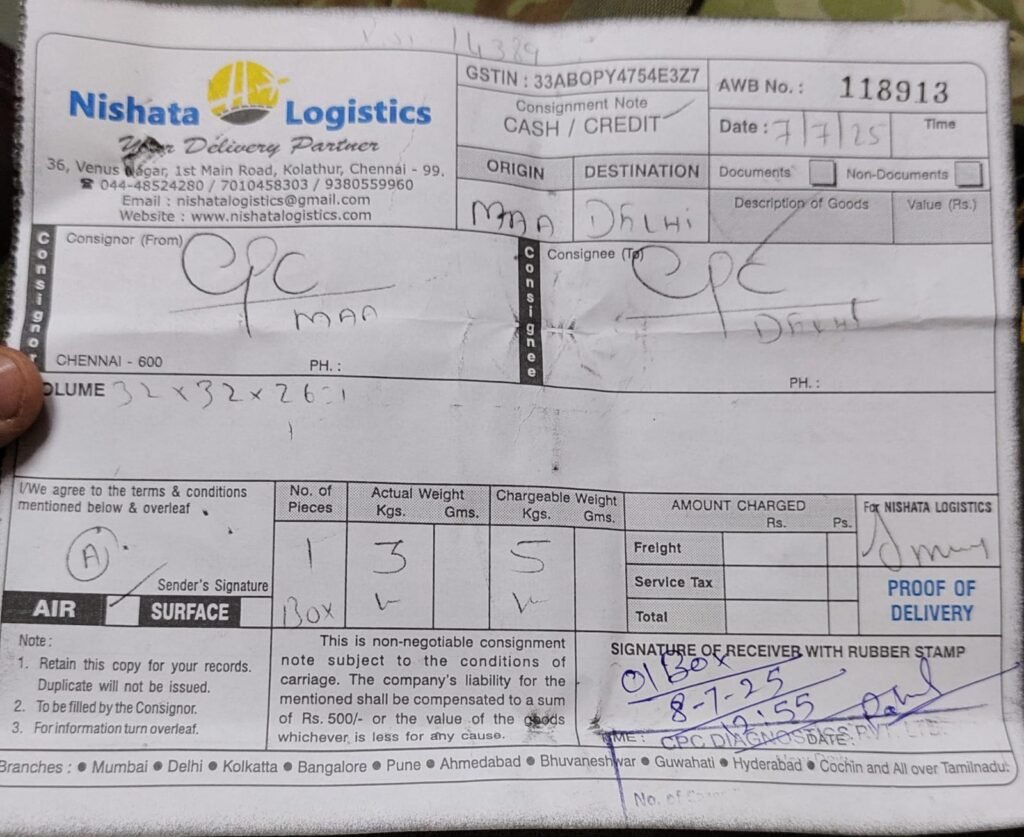 14389
Nishata Logistics
Your Delivery Partner
36, Venus Nagar, 1st Main Road, Kolathur, Chennai - 99.
☎ 044-48524280 / 7010458303 / 9380559960
Email : nishatalogistics@gmail.com
Website : www.nishatalogistics.com
GSTIN : 33ABOPY4754E3Z7
Consignment Note
CASH / CREDIT
AWB No. : 118913
Date : 7/7/25 Time
ORIGIN DESTINATION
MAA DELHI
Documents Non-Documents
Description of Goods Value (Rs.)
Consignor
Consignor (From)
CPC
MAA
CHENNAI - 600 PH. :
Consignee
Consignee (To)
CPC
DELHI
PH. :
OLUME 32 x 32 x 26 = 1
1
I/We agree to the terms & conditions
mentioned below & overleaf
A
Sender's Signature
AIR SURFACE
No. of Pieces Actual Weight Kgs. Gms. Chargeable Weight Kgs. Gms.
1 3 5
BOX
AMOUNT CHARGED
Rs. Ps.
Freight
Service Tax
Total
For NISHATA LOGISTICS
PROOF OF
DELIVERY
Note :
1. Retain this copy for your records.
Duplicate will not be issued.
2. To be filled by the Consignor.
3. For information turn overleaf.
This is non-negotiable consignment
note subject to the conditions of
carriage. The company's liability for the
mentioned shall be compensated to a sum
of Rs. 500/- or the value of the goods
whichever is less for any cause.
SIGNATURE OF RECEIVER WITH RUBBER STAMP
01 Box
8-7-25
12:55
TIME : DATE :
CPC DIAGNOSTICS PVT. LTD.
No. of
Branches : ● Mumbai ● Delhi ● Kolkatta ● Bangalore ● Pune ● Ahmedabad ● Bhuvaneshwar ● Guwahati ● Hyderabad ● Cochin and All over Tamilnadu.